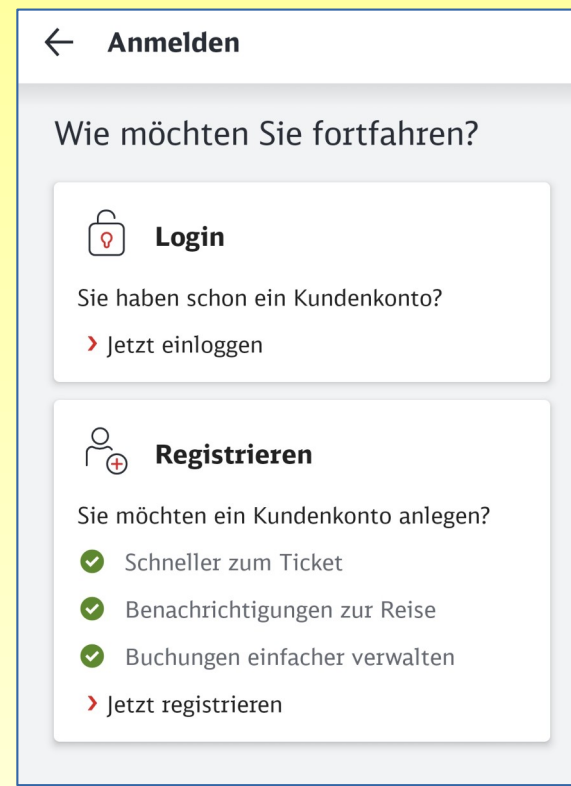 Anmelden
Wie möchten Sie fortfahren?
Login
Sie haben schon ein Kundenkonto?
Jetzt einloggen
Registrieren
Sie möchten ein Kundenkonto anlegen?
Schneller zum Ticket
Benachrichtigungen zur Reise
Buchungen einfacher verwalten
Jetzt registrieren